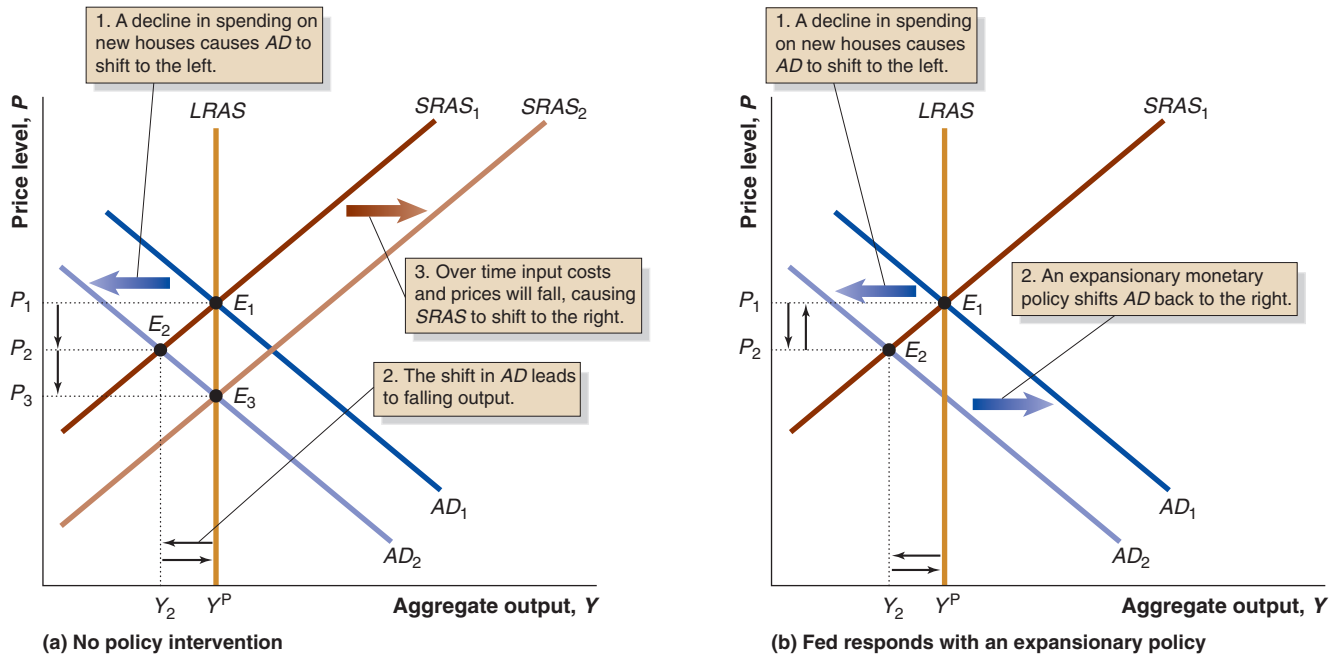 1. A decline in spending on
new houses causes AD to
shift to the left.
Price level, P
LRAS
SRAS₁
SRAS₂
3. Over time input costs
and prices will fall, causing
SRAS to shift to the right.
2. The shift in AD leads
to falling output.
P₁
P₂
P₃
E₁
E₂
E₃
AD₁
AD₂
Y₂
Yᴾ
Aggregate output, Y
(a) No policy intervention
1. A decline in spending
on new houses causes
AD to shift to the left.
Price level, P
LRAS
SRAS₁
2. An expansionary monetary
policy shifts AD back to the right.
P₁
P₂
E₁
E₂
AD₁
AD₂
Y₂
Yᴾ
Aggregate output, Y
(b) Fed responds with an expansionary policy